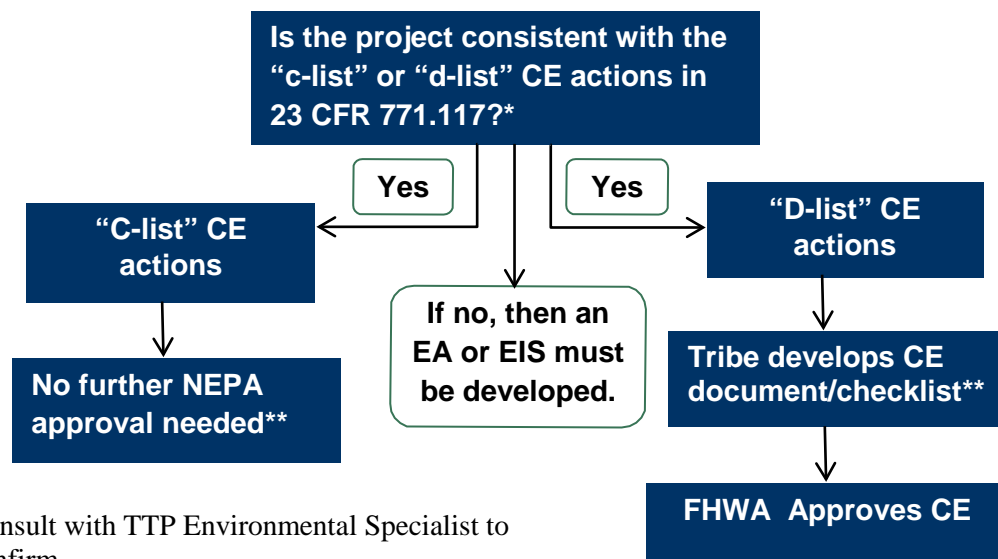 Is the project consistent with the
“c-list” or “d-list” CE actions in
23 CFR 771.117?*
Yes
Yes
“C-list” CE
actions
“D-list” CE
actions
If no, then an
EA or EIS must
be developed.
No further NEPA
approval needed**
Tribe develops CE
document/checklist**
FHWA Approves CE
with TTP Environmental Specialist to